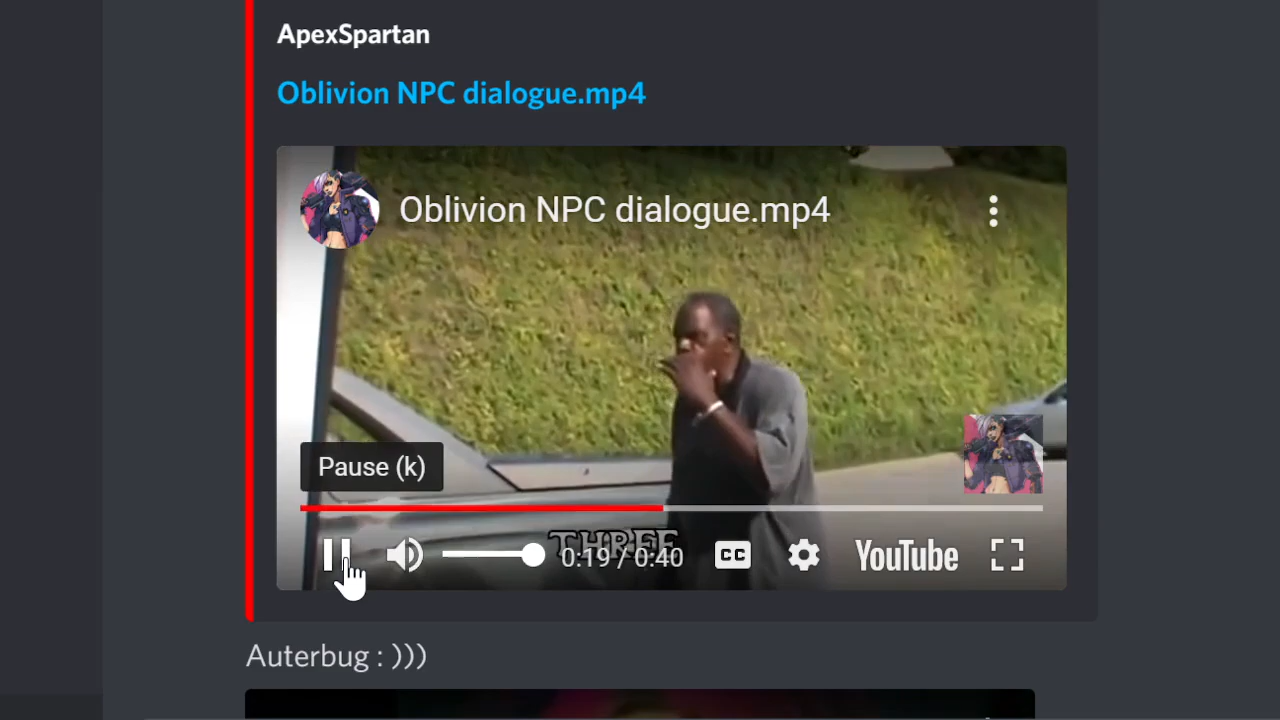 ApexSpartan
Oblivion NPC dialogue.mp4
Oblivion NPC dialogue.mp4
Pause (k)
THREE
0:19 / 0:40
CC
YouTube
Auterbug : )))